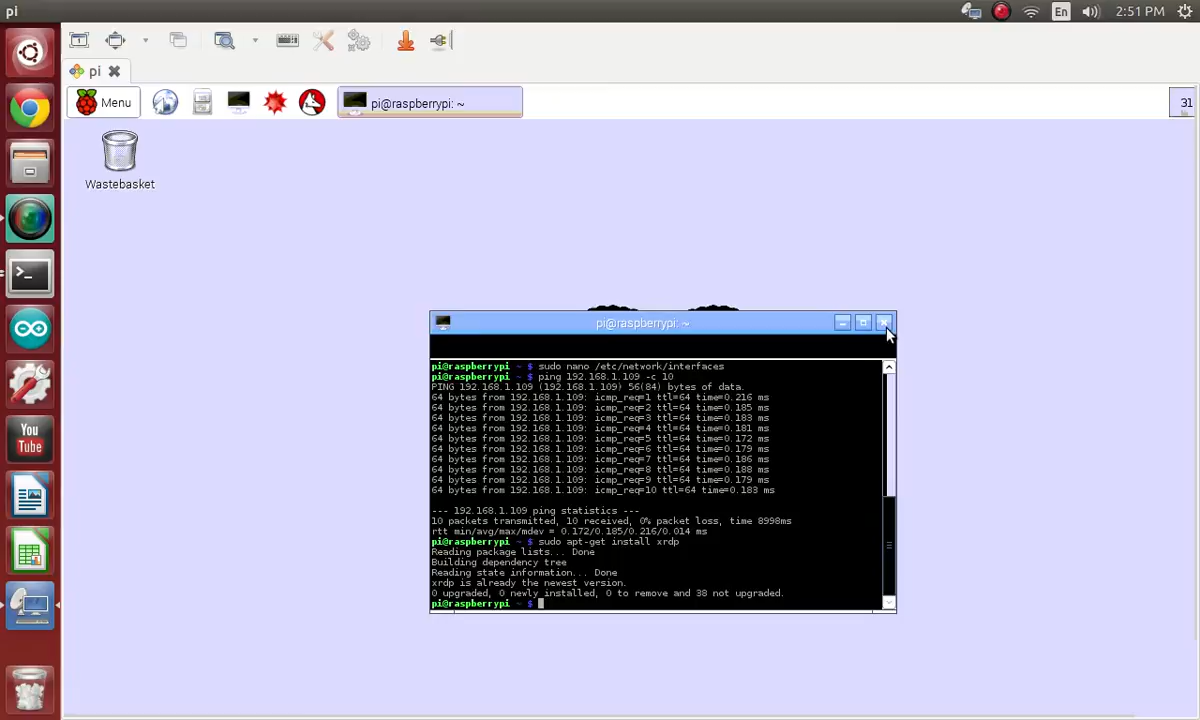 pi
En
2:51 PM
pi
Menu
pi@raspberrypi: ~
31
Wastebasket
You
Tube
pi@raspberrypi: ~
pi@raspberrypi ~ $ sudo nano /etc/network/interfaces
pi@raspberrypi ~ $ ping 192.168.1.109 -c 10
PING 192.168.1.109 (192.168.1.109) 56(84) bytes of data.
64 bytes from 192.168.1.109: icmp_req=1 ttl=64 time=0.216 ms
64 bytes from 192.168.1.109: icmp_req=2 ttl=64 time=0.185 ms
64 bytes from 192.168.1.109: icmp_req=3 ttl=64 time=0.183 ms
64 bytes from 192.168.1.109: icmp_req=4 ttl=64 time=0.181 ms
64 bytes from 192.168.1.109: icmp_req=5 ttl=64 time=0.172 ms
64 bytes from 192.168.1.109: icmp_req=6 ttl=64 time=0.179 ms
64 bytes from 192.168.1.109: icmp_req=7 ttl=64 time=0.186 ms
64 bytes from 192.168.1.109: icmp_req=8 ttl=64 time=0.188 ms
64 bytes from 192.168.1.109: icmp_req=9 ttl=64 time=0.179 ms
64 bytes from 192.168.1.109: icmp_req=10 ttl=64 time=0.183 ms
--- 192.168.1.109 ping statistics ---
10 packets transmitted, 10 received, 0% packet loss, time 8998ms
rtt min/avg/max/mdev = 0.172/0.185/0.216/0.014 ms
pi@raspberrypi ~ $ sudo apt-get install xrdp
Reading package lists... Done
Building dependency tree
Reading state information... Done
xrdp is already the newest version.
0 upgraded, 0 newly installed, 0 to remove and 38 not upgraded.
pi@raspberrypi ~ $